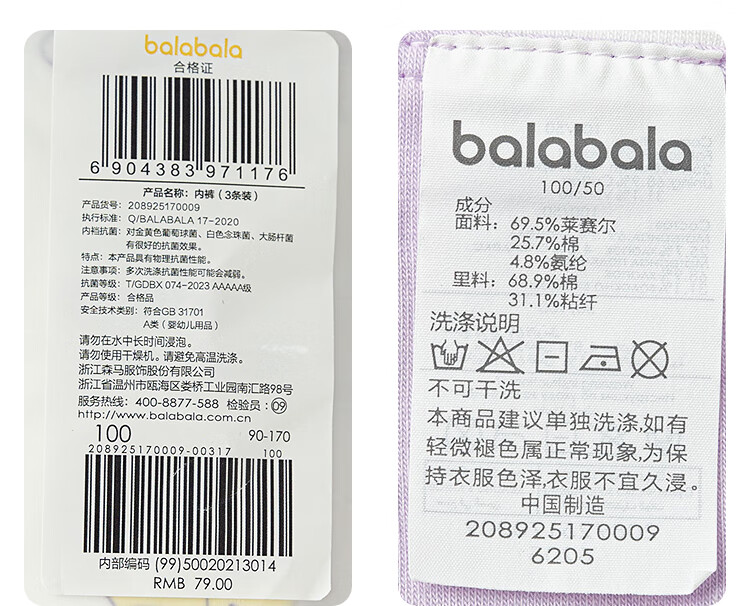 balabala
合格证
6 904383 971176
产品名称：内裤（3条装）
产品货号：208925170009
执行标准：Q/BALABALA 17-2020
内裆抗菌：对金黄色葡萄球菌、白色念珠菌、大肠杆菌
有很好的抗菌效果。
特点：本产品具有物理抗菌性能。
注意事项：多次洗涤抗菌性能可能会减弱。
抗菌等级：T/GDBX 074-2023 AAAAA级
产品等级：合格品
安全技术类别：符合GB 31701
A类（婴幼儿用品）
请勿在水中长时间浸泡。
请勿使用干燥机。请避免高温洗涤。
浙江森马服饰股份有限公司
浙江省温州市瓯海区娄桥工业园南汇路98号
服务热线：400-8877-588 检验员：09
http://www.balabala.com.cn
100 90-170
208925170009-00317 100
内部编码 (99)50020213014
RMB 79.00
balabala
100/50
成分
面料：69.5%莱赛尔
25.7%棉
4.8%氨纶
里料：68.9%棉
31.1%粘纤
洗涤说明
不可干洗
本商品建议单独洗涤,如有
轻微褪色属正常现象,为保
持衣服色泽,衣服不宜久浸。
中国制造
208925170009
6205